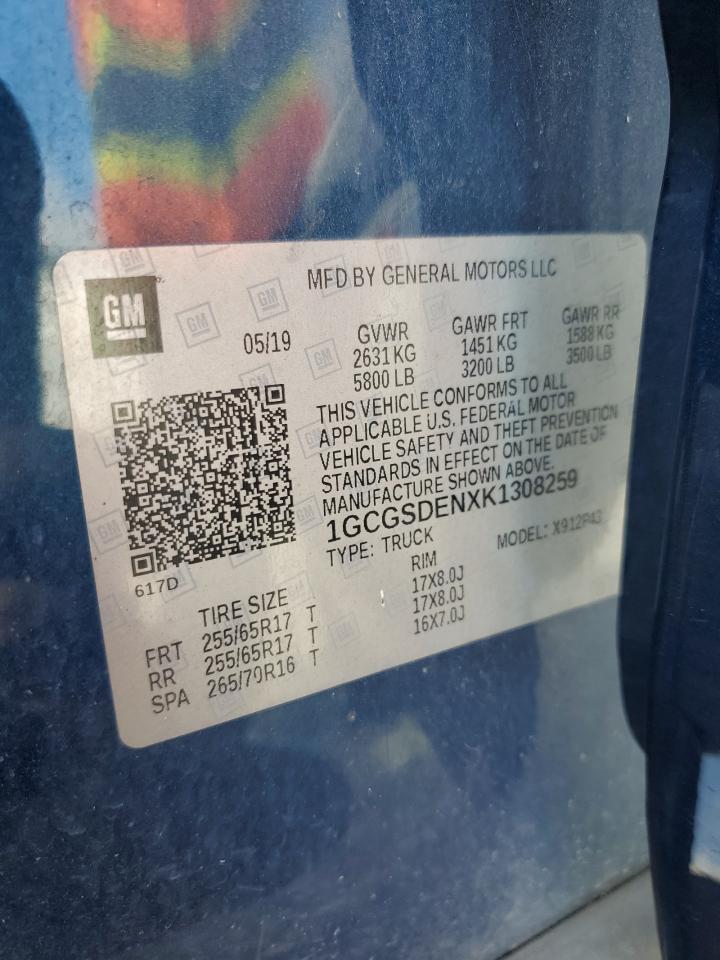 GM
MFD BY GENERAL MOTORS LLC
05/19
GVWR GAWR FRT GAWR RR
2631 KG 1451 KG 1588 KG
5800 LB 3200 LB 3500 LB
THIS VEHICLE CONFORMS TO ALL
APPLICABLE U.S. FEDERAL MOTOR
VEHICLE SAFETY AND THEFT PREVENTION
STANDARDS IN EFFECT ON THE DATE OF
MANUFACTURE SHOWN ABOVE.
1GCGSDENXK1308259
TYPE: TRUCK MODEL: X912P43
617D
TIRE SIZE RIM
FRT 255/65R17 T 17X8.0J
RR 255/65R17 T 17X8.0J
SPA 265/70R16 T 16X7.0J